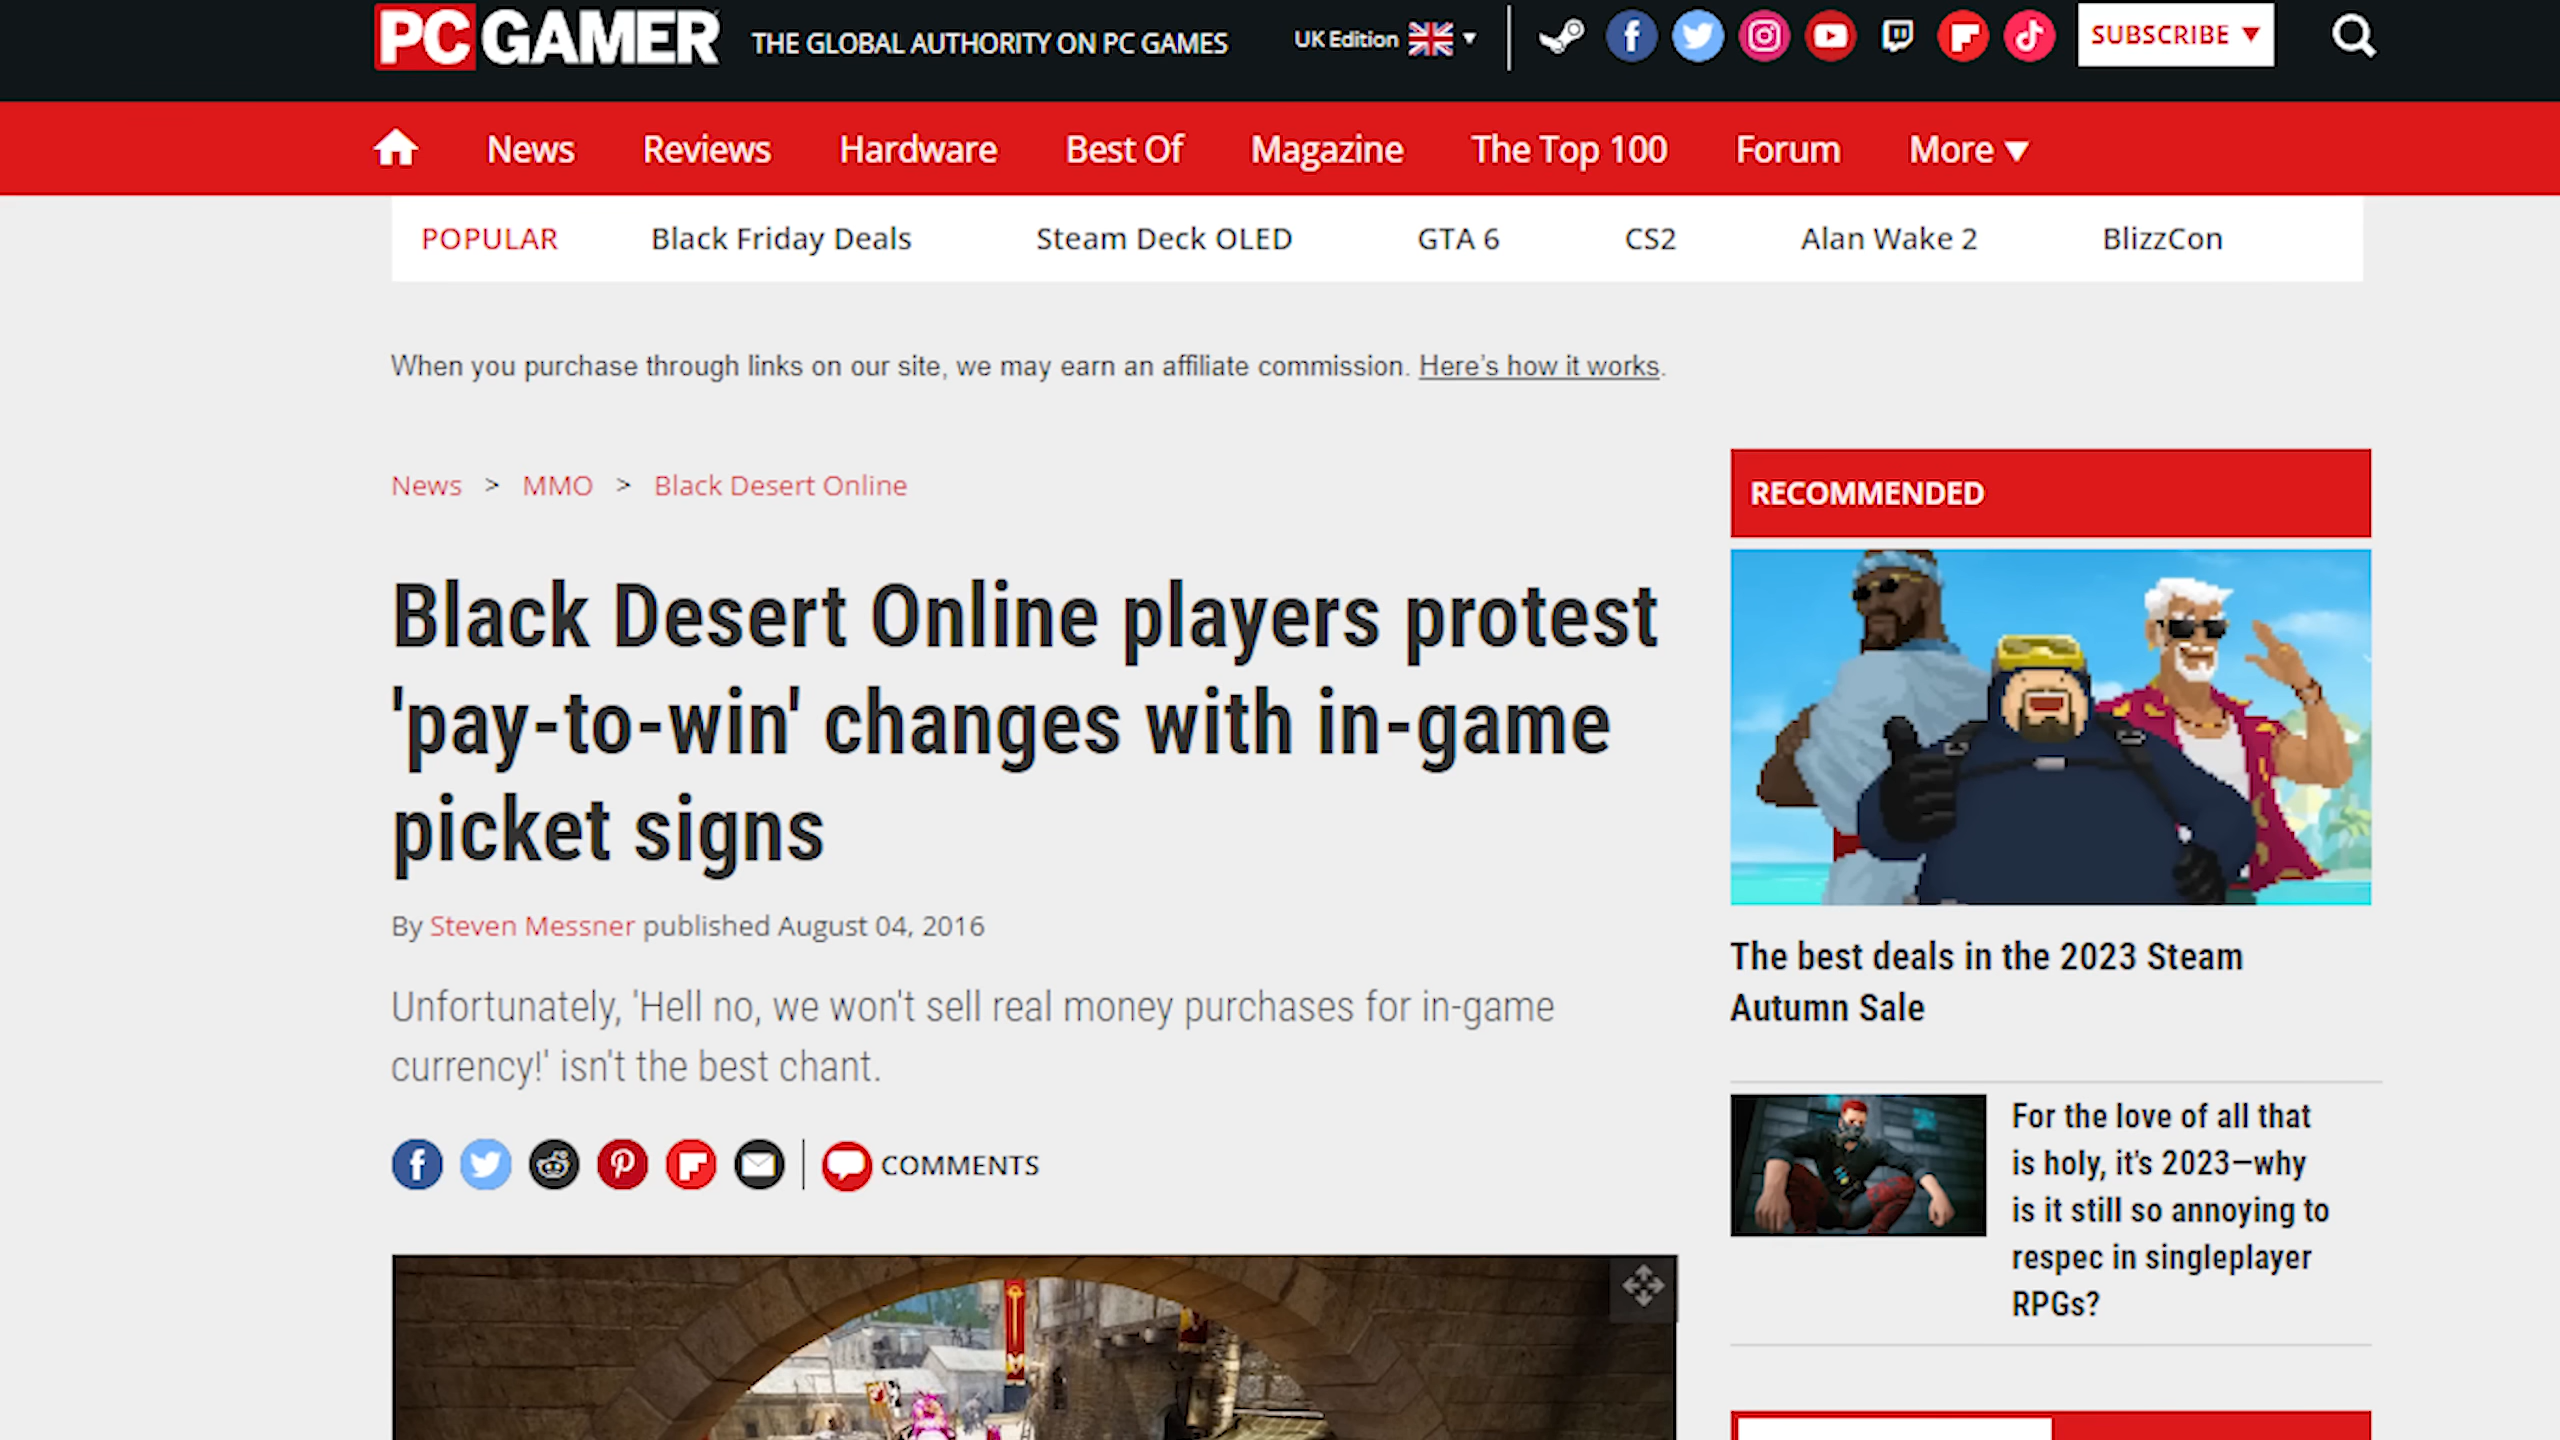 PC GAMER
THE GLOBAL AUTHORITY ON PC GAMES
UK Edition
SUBSCRIBE
News
Reviews
Hardware
Best Of
Magazine
The Top 100
Forum
More
POPULAR
Black Friday Deals
Steam Deck OLED
GTA 6
CS2
Alan Wake 2
BlizzCon
When you purchase through links on our site, we may earn an affiliate commission. Here's how it works.
News > MMO > Black Desert Online
Black Desert Online players protest
'pay-to-win' changes with in-game
picket signs
By Steven Messner published August 04, 2016
Unfortunately, 'Hell no, we won't sell real money purchases for in-game
currency!' isn't the best chant.
COMMENTS
RECOMMENDED
The best deals in the 2023 Steam
Autumn Sale
For the love of all that
is holy, it's 2023—why
is it still so annoying to
respec in singleplayer
RPGs?